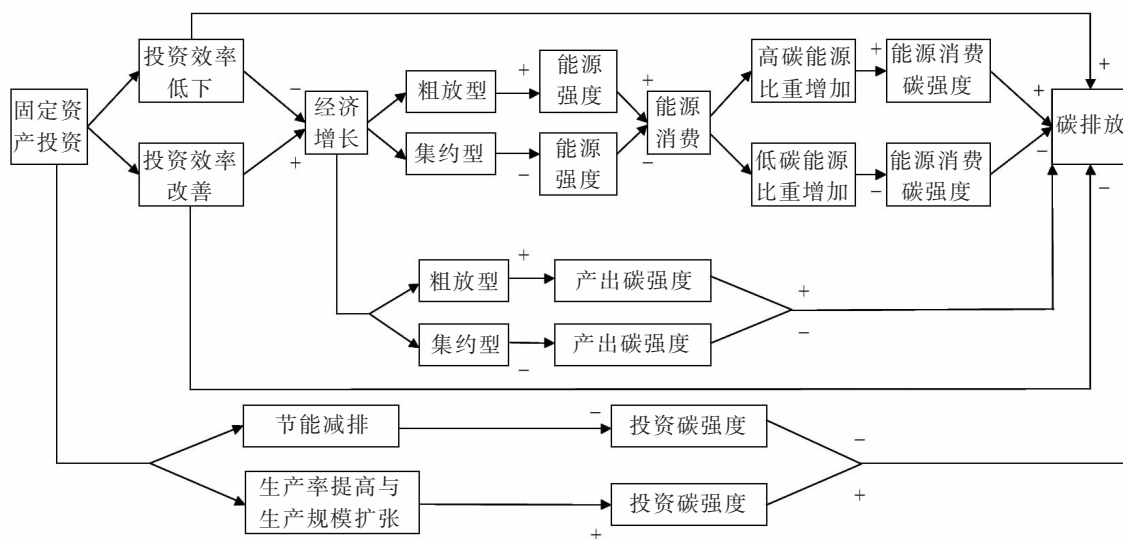 投资效率
低下
固定资
产投资
投资效率
改善
+
−
+
经济
增长
粗放型
集约型
+
−
能源
强度
能源
强度
+
−
能源
消费
高碳能源
比重增加
低碳能源
比重增加
+
−
能源消费
碳强度
能源消费
碳强度
+
−
碳排放
−
粗放型
+
产出碳强度
集约型
−
产出碳强度
+
−
节能减排
−
投资碳强度
−
生产率提高与
生产规模扩张
+
投资碳强度
+